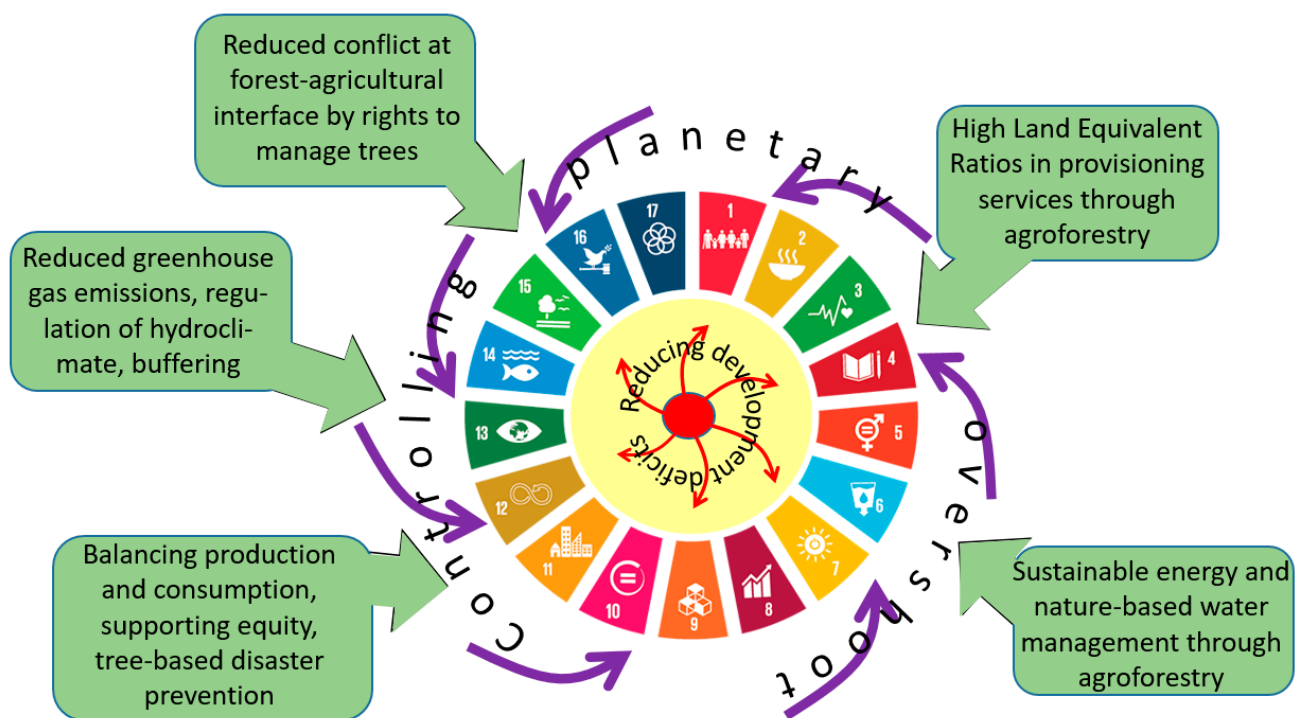 Reduced conflict at
forest-agricultural
interface by rights to
manage trees
High Land Equivalent
Ratios in provisioning
services through
agroforestry
Reduced greenhouse
gas emissions, regu-
lation of hydrocli-
mate, buffering
Balancing production
and consumption,
supporting equity,
tree-based disaster
prevention
Sustainable energy and
nature-based water
management through
agroforestry
Controlling planetary overshoot
Reducing development deficits
1
2
3
4
5
6
7
8
9
10
11
12
13
14
15
16
17